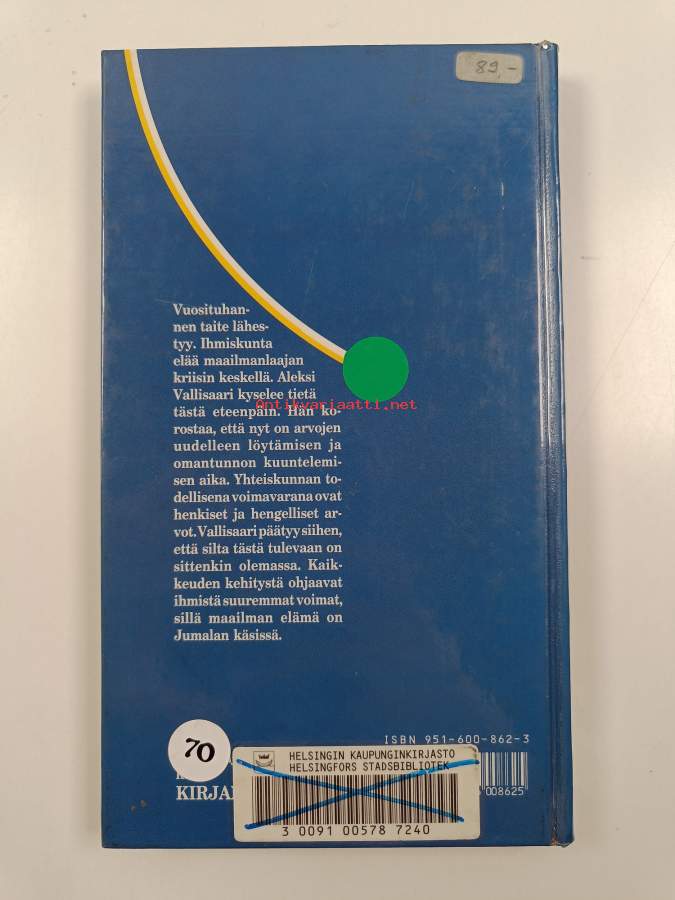 89,-
Vuosituhan-
nen taite lähes-
tyy. Ihmiskunta
elää maailmanlaajan
kriisin keskellä. Aleksi
Vallisaari kyselee tietä
tästä eteenpäin. Hän ko-
Antikvariaatti.net
rostaa, että nyt on arvojen
uudelleen löytämisen ja
omantunnon kuuntelemi-
sen aika. Yhteiskunnan to-
dellisena voimavarana ovat
henkiset ja hengelliset ar-
vot. Vallisaari päätyy siihen,
että silta tästä tulevaan on
sittenkin olemassa. Kaik-
keuden kehitystä ohjaavat
ihmistä suuremmat voimat,
sillä maailman elämä on
Jumalan käsissä.
ISBN 951-600-862-3
70
HELSINGIN KAUPUNGINKIRJASTO
HELSINGFORS STADSBIBLIOTEK
KIRJA
008625
3 0091 00578 7240